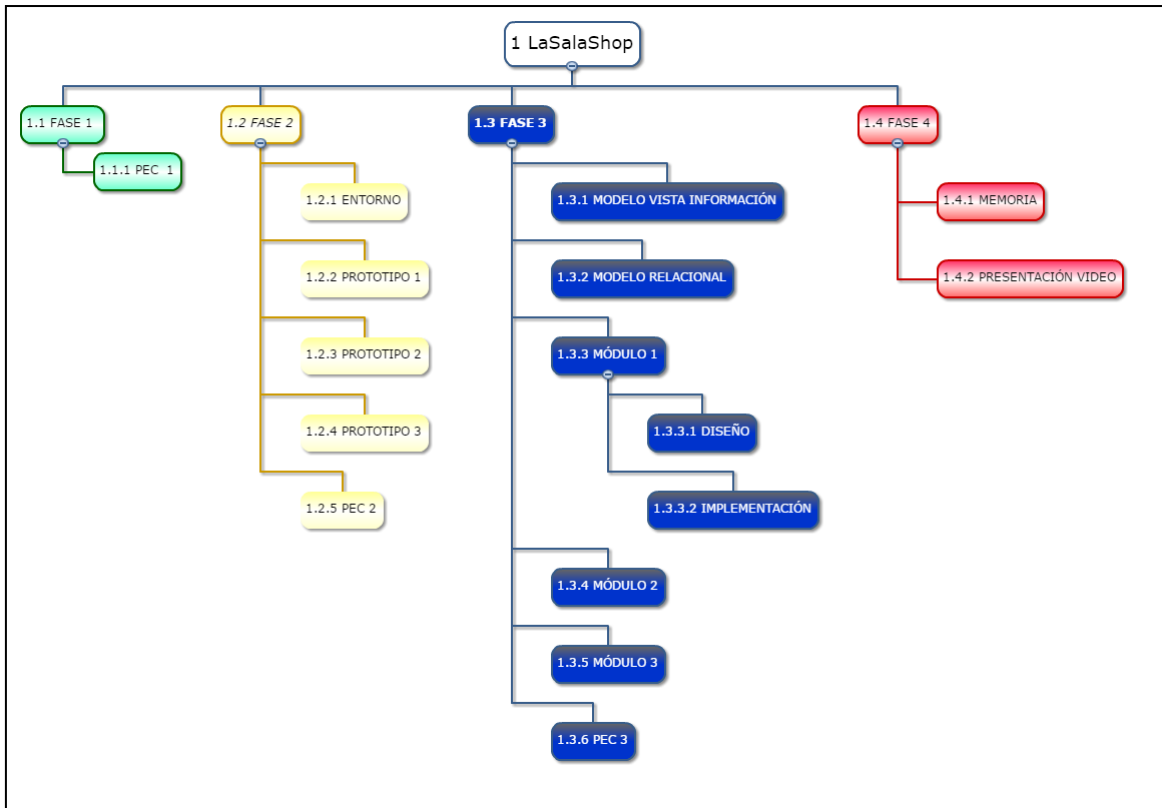 1 LaSalaShop
1.1 FASE 1
1.2 FASE 2
1.3 FASE 3
1.4 FASE 4
1.1.1 PEC 1
1.2.1 ENTORNO
1.2.2 PROTOTIPO 1
1.2.3 PROTOTIPO 2
1.2.4 PROTOTIPO 3
1.2.5 PEC 2
1.3.1 MODELO VISTA INFORMACIÓN
1.3.2 MODELO RELACIONAL
1.3.3 MÓDULO 1
1.3.3.1 DISEÑO
1.3.3.2 IMPLEMENTACIÓN
1.3.4 MÓDULO 2
1.3.5 MÓDULO 3
1.3.6 PEC 3
1.4.1 MEMORIA
1.4.2 PRESENTACIÓN VIDEO